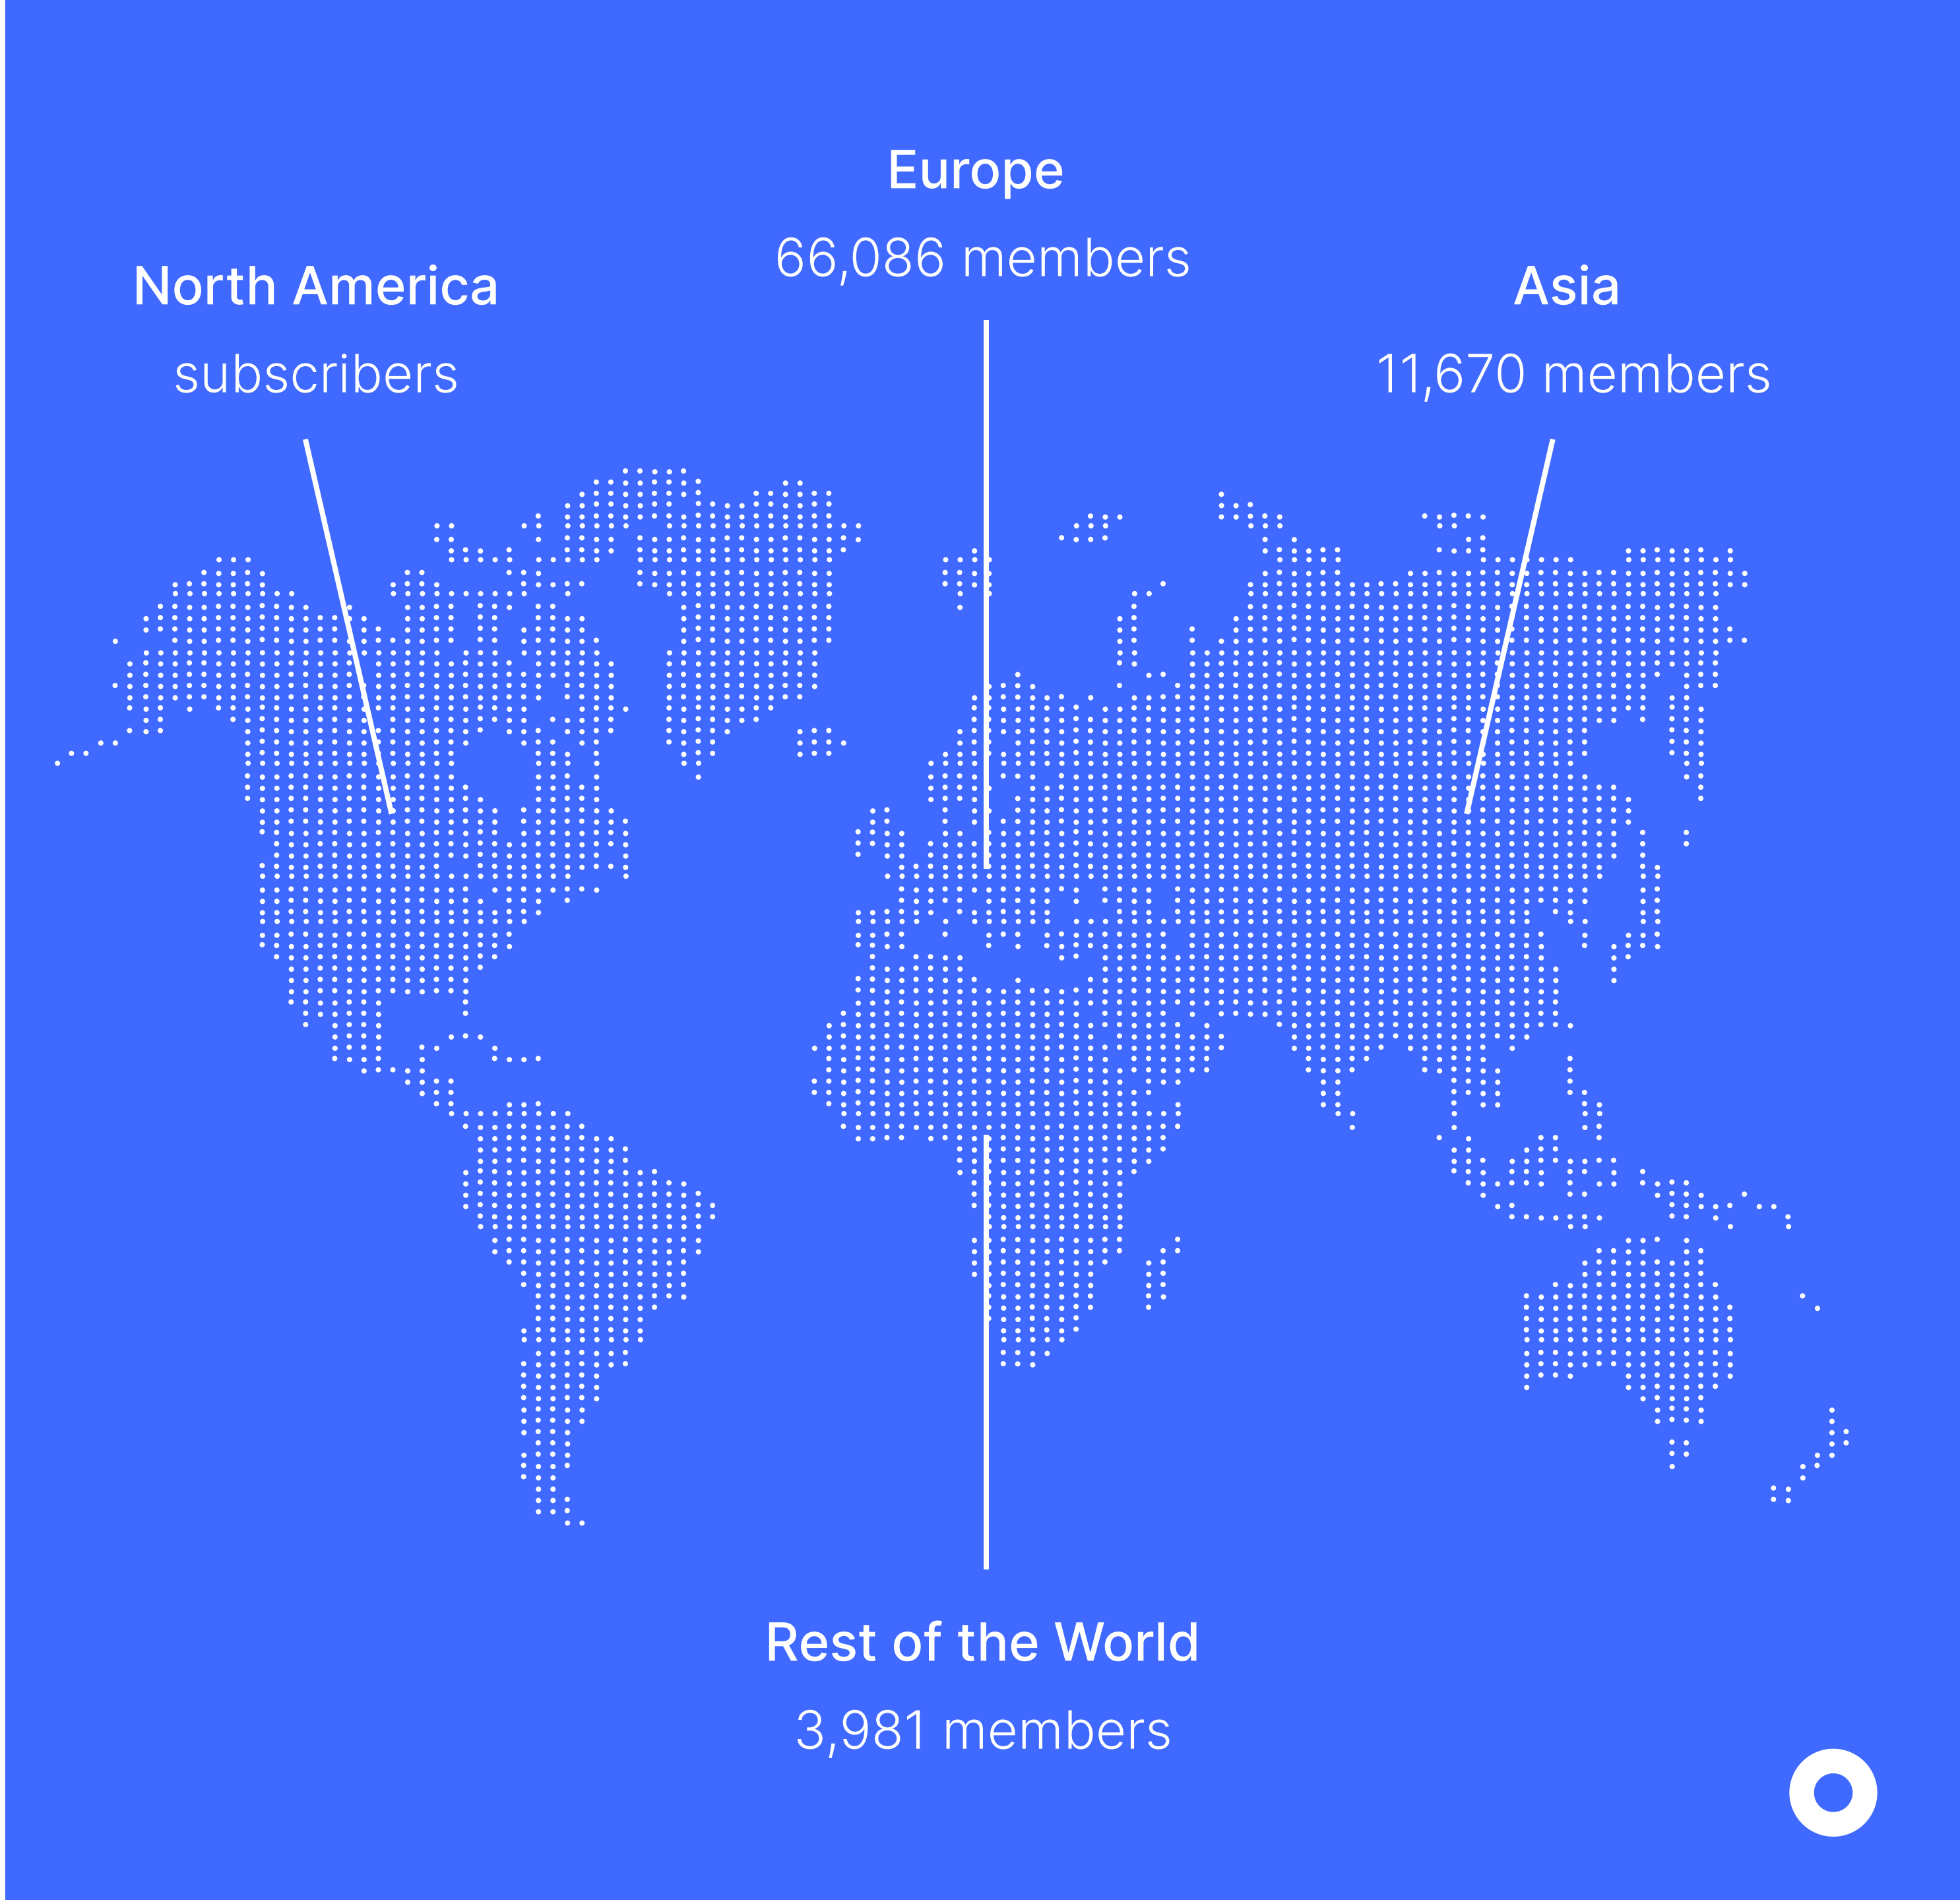 Europe
66,086 members
North America
subscribers
Asia
11,670 members
Rest of the World
3,981 members